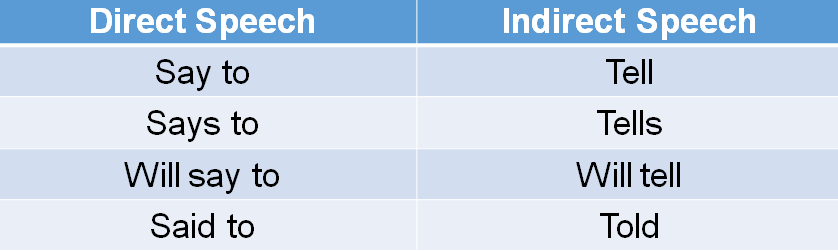 Direct Speech Indirect Speech
Say to Tell
Says to Tells
Will say to Will tell
Said to Told